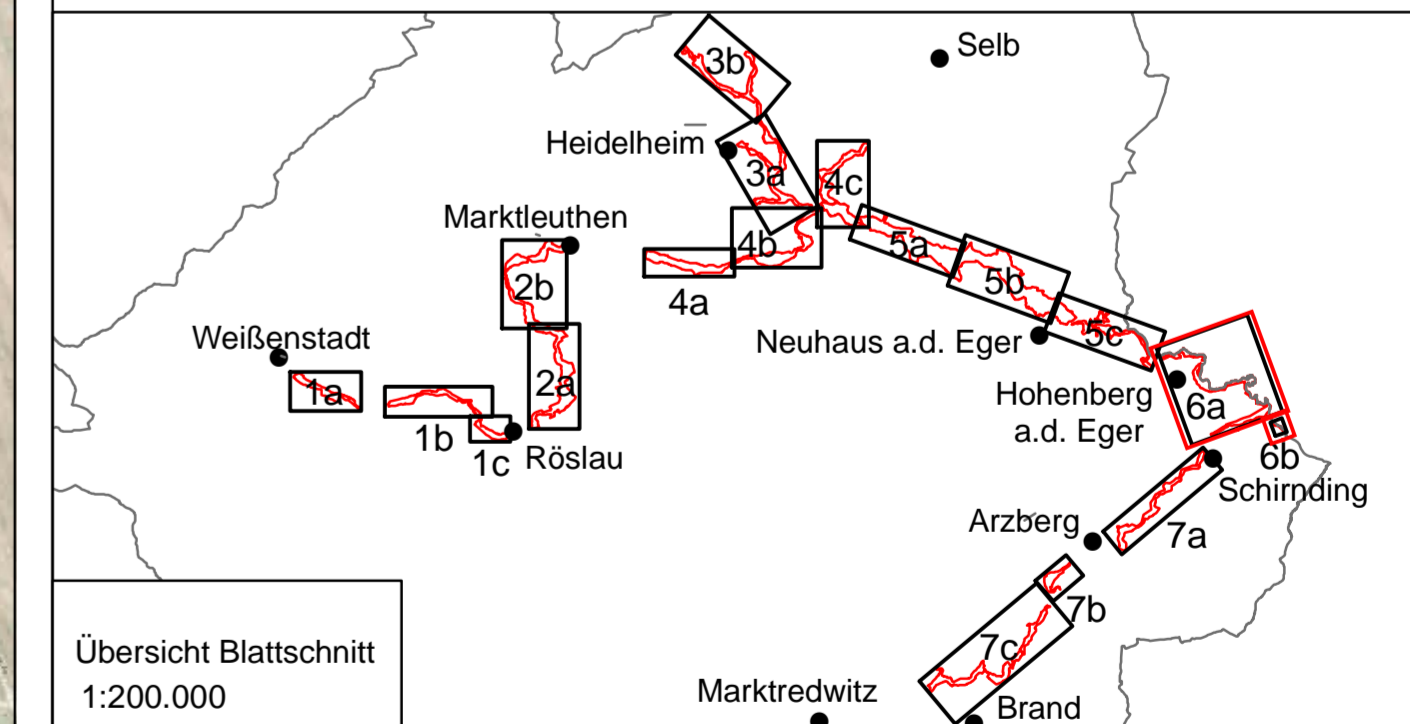 Selb
3b
Heidelheim
3a
4c
Marktleuthen
4b
5a
2b
5b
4a
Weißenstadt
Neuhaus a.d. Eger
5c
1a
2a
Hohenberg
a.d. Eger
6a
1b
1c
Röslau
6b
Schirnding
Arzberg
7a
7b
7c
Übersicht Blattschnitt
1:200.000
Marktredwitz
Brand